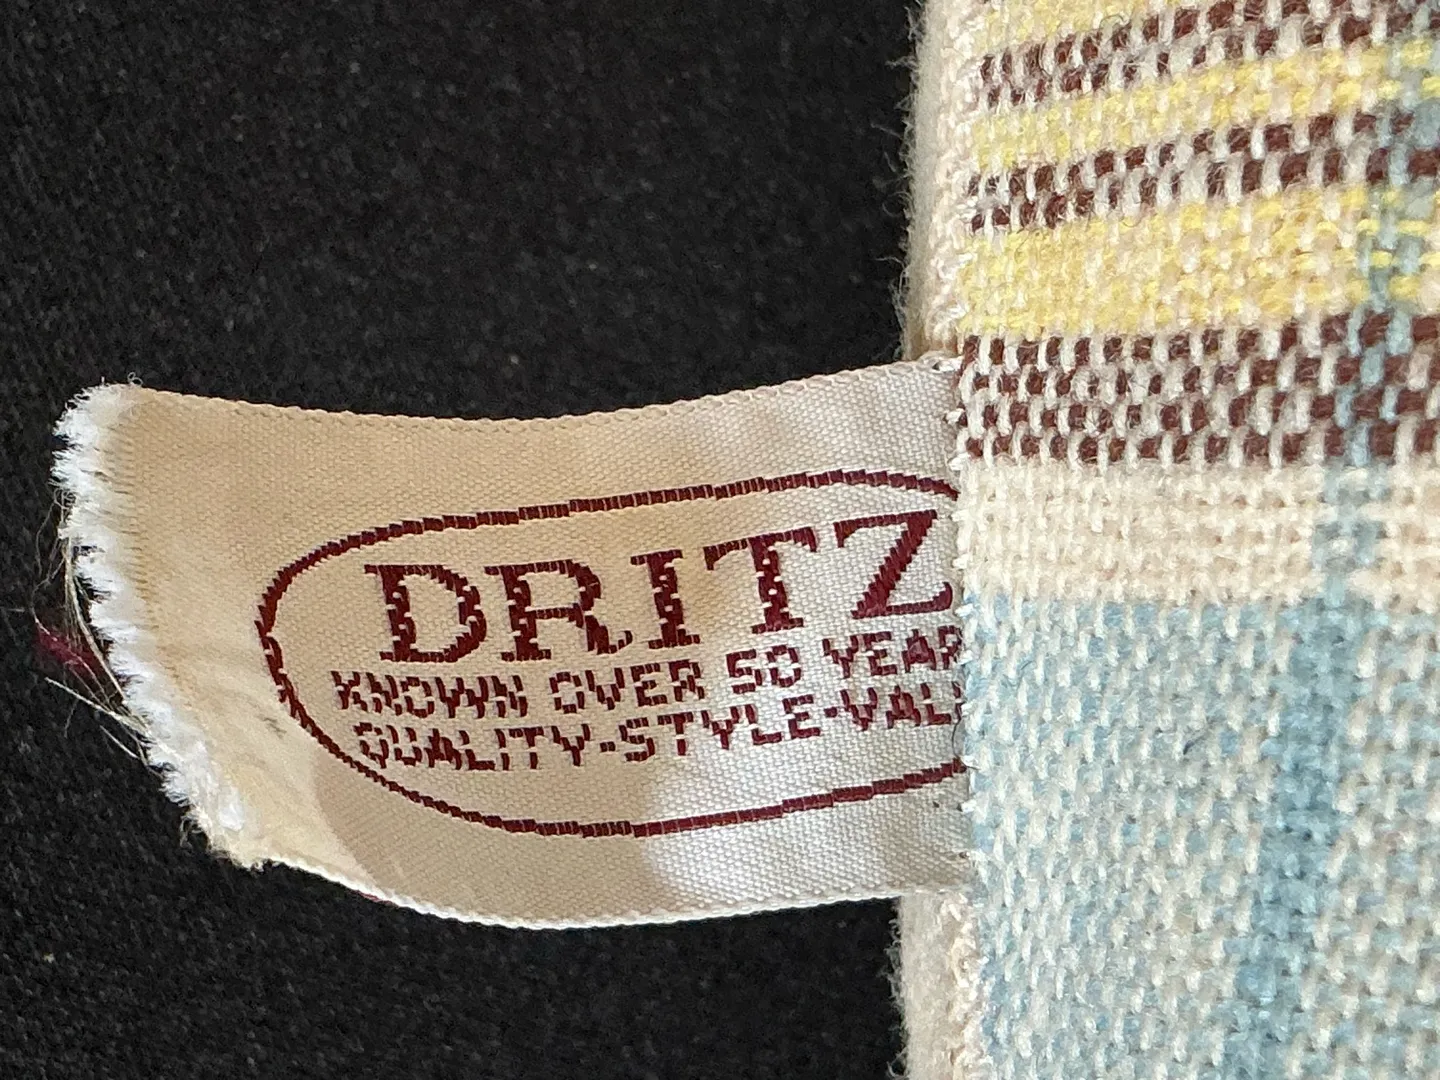 DRITZ
KNOWN OVER 50 YEAR
QUALITY-STYLE-VAL